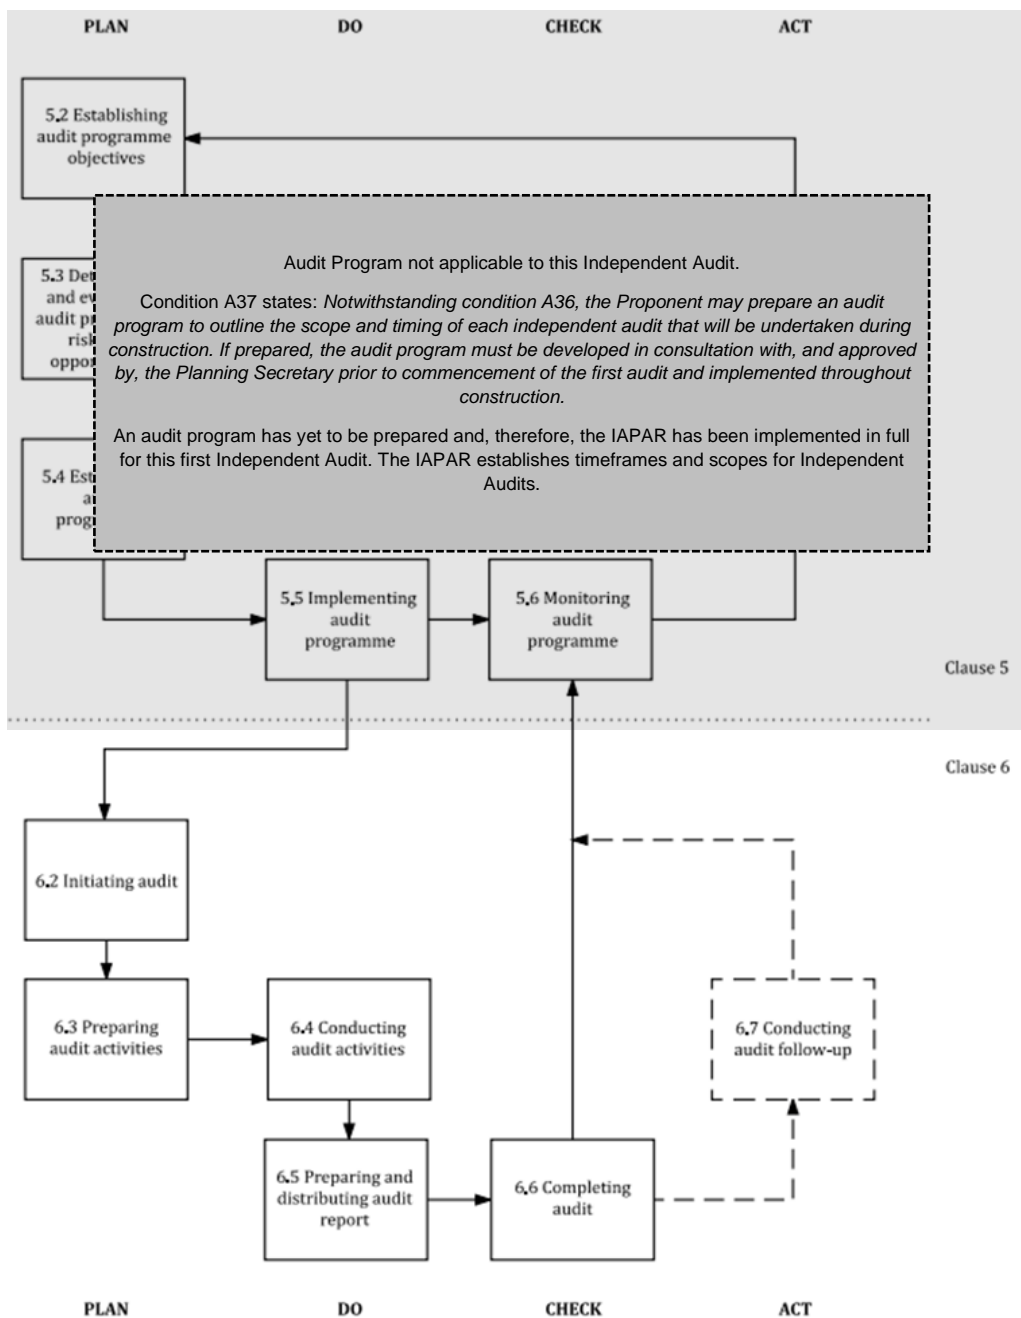 PLAN DO CHECK ACT
5.2 Establishing
audit programme
objectives
Audit Program not applicable to this Independent Audit.
Condition A37 states: Notwithstanding condition A36, the Proponent may prepare an audit
program to outline the scope and timing of each independent audit that will be undertaken during
construction. If prepared, the audit program must be developed in consultation with, and approved
by, the Planning Secretary prior to commencement of the first audit and implemented throughout
construction.
An audit program has yet to be prepared and, therefore, the IAPAR has been implemented in full
for this first Independent Audit. The IAPAR establishes timeframes and scopes for Independent
Audits.
5.3
and
audit
5.4
5.5 Implementing
audit
programme
5.6 Monitoring
audit
programme
Clause 5
Clause 6
6.2 Initiating audit
6.3 Preparing
audit activities
6.4 Conducting
audit activities
6.7 Conducting
audit follow-up
6.5 Preparing and
distributing audit
report
6.6 Completing
audit
PLAN DO CHECK ACT